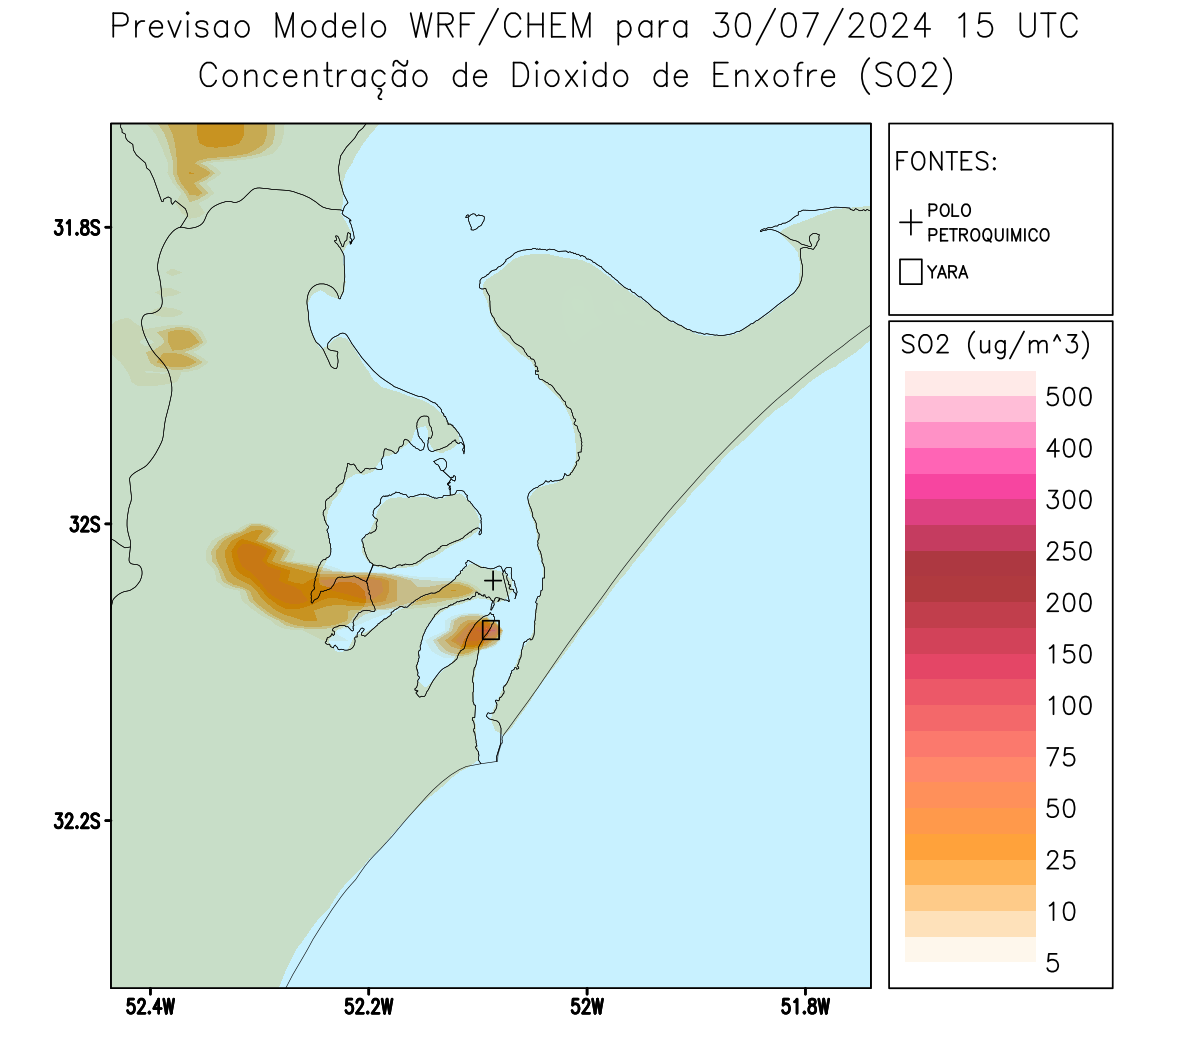 Previsao Modelo WRF/CHEM para 30/07/2024 15 UTC
Concentração de Dioxido de Enxofre (SO2)
FONTES:
POLO
PETROQUIMICO
YARA
SO2 (ug/m^3)
500
400
300
250
200
150
100
75
50
25
10
5
31.8S
32S
32.2S
52.4W
52.2W
52W
51.8W